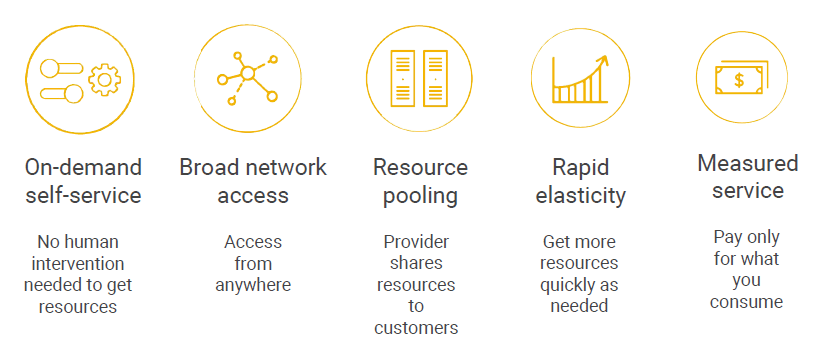 $
On-demand
self-service
No human
intervention
needed to get
resources
Broad network
access
Access
from
anywhere
Resource
pooling
Provider
shares
resources
to
customers
Rapid
elasticity
Get more
resources
quickly as
needed
Measured
service
Pay only
for what
you
consume